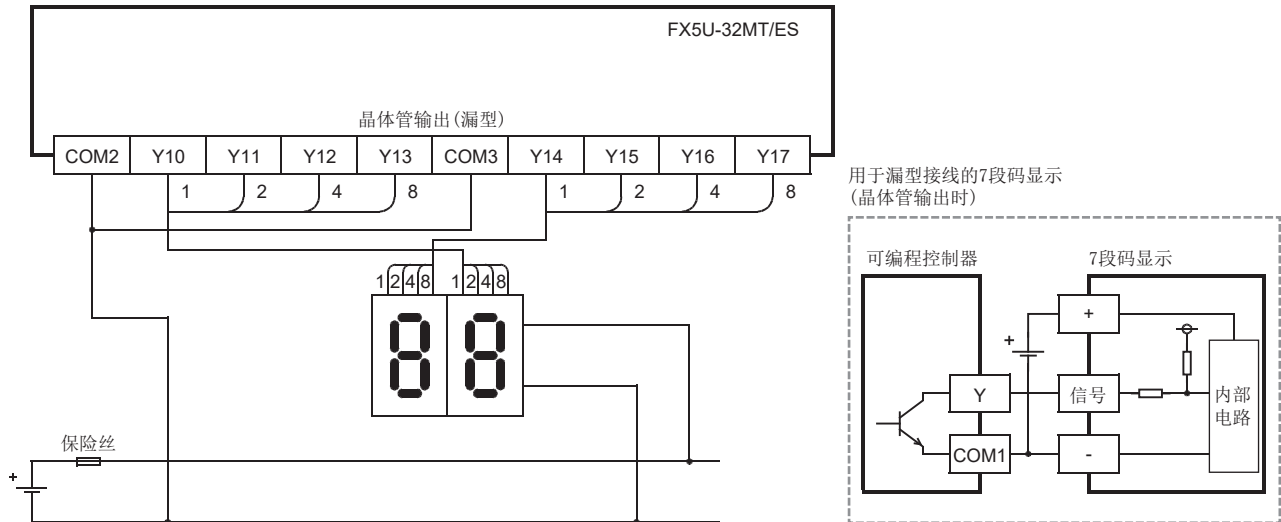 FX5U-32MT/ES
晶体管输出(漏型)
COM2 Y10 Y11 Y12 Y13 COM3 Y14 Y15 Y16 Y17
1 2 4 8 1 2 4 8
1 2 4 8 1 2 4 8
保险丝
+
用于漏型接线的7段码显示
(晶体管输出时)
可编程控制器 7段码显示
+
+
Y 信号 内部
电路
COM1 -